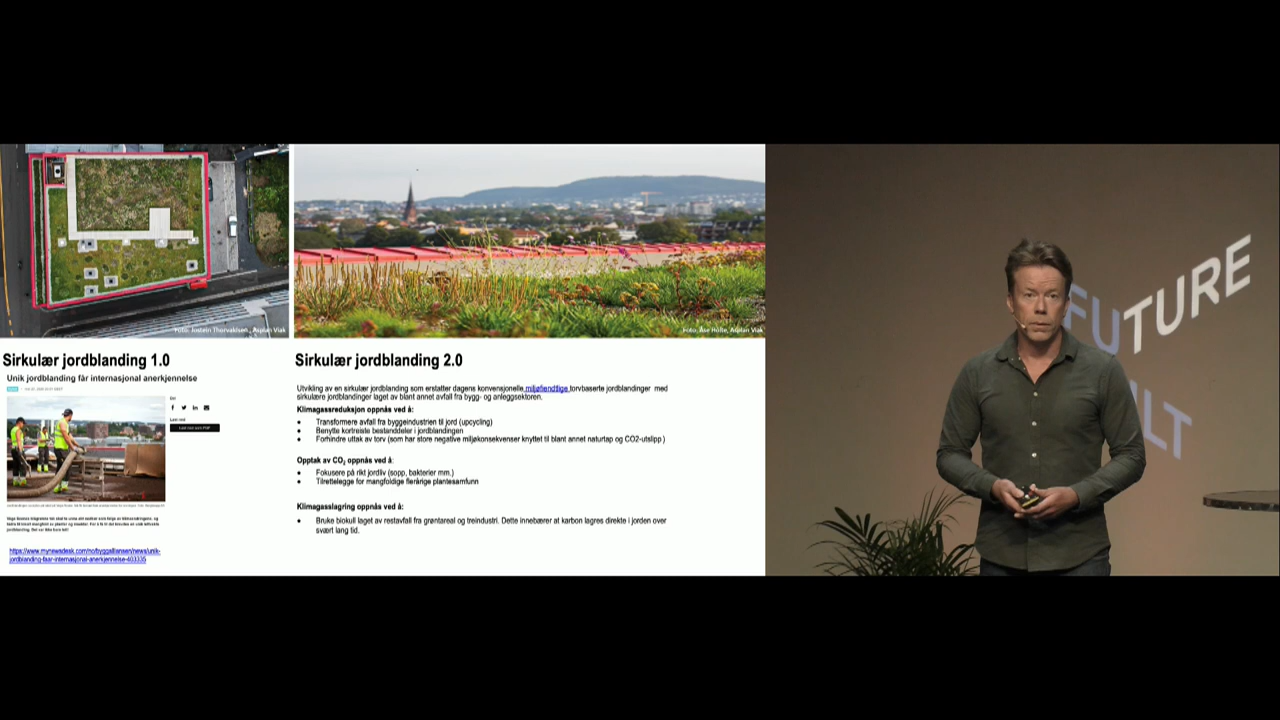 Foto: Jostein Thorvaldsen, Asplan Viak
Foto: Åse Holte, Asplan Viak
Sirkulær jordblanding 1.0
Unik jordblanding får internasjonal anerkjennelse
Del
Last ned som PDF
https://www.mynewsdesk.com/no/byggalliansen/news/unik-
jordblanding-faar-internasjonal-anerkjennelse-403335
Sirkulær jordblanding 2.0
Utvikling av en sirkulær jordblanding som erstatter dagens konvensjonelle miljøfiendtlige torvbaserte jordblandinger med
sirkulære jordblandinger laget av blant annet avfall fra bygg- og anleggsektoren.
Klimagassreduksjon oppnås ved å:
• Transformere avfall fra byggeindustrien til jord (upcycling)
• Benytte kortreiste bestanddeler i jordblandingen
• Forhindre uttak av torv (som har store negative miljøkonsekvenser knyttet til blant annet naturtap og CO2-utslipp )
Opptak av CO₂ oppnås ved å:
• Fokusere på rikt jordliv (sopp, bakterier mm.)
• Tilrettelegge for mangfoldige flerårige plantesamfunn
Klimagasslagring oppnås ved å:
• Bruke biokull laget av restavfall fra grøntareal og treindustri. Dette innebærer at karbon lagres direkte i jorden over
svært lang tid.
FUTURE
ILT